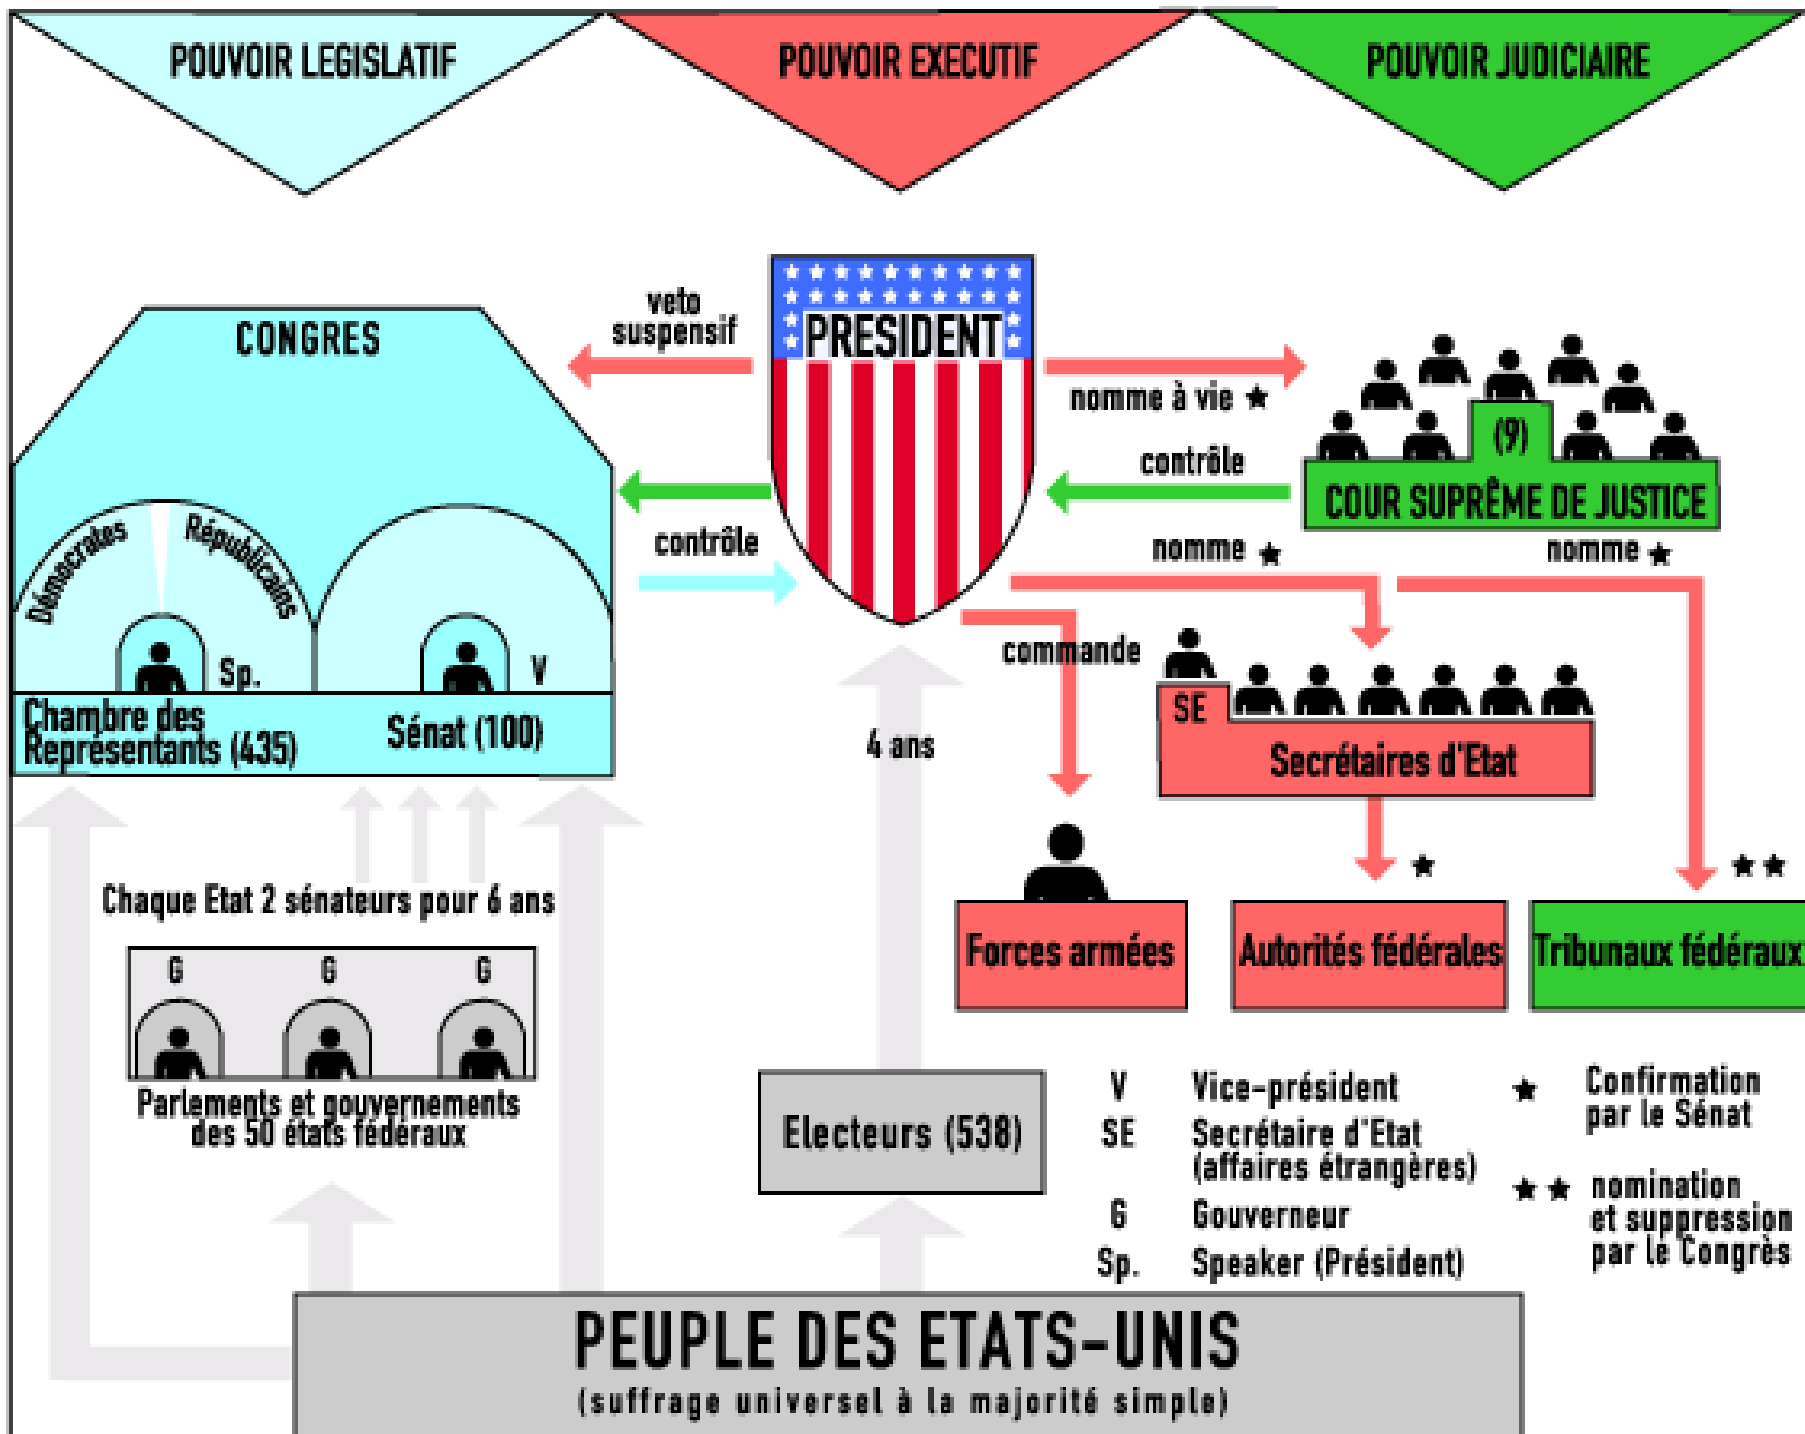 POUVOIR LEGISLATIF
POUVOIR EXECUTIF
POUVOIR JUDICIAIRE
CONGRES
veto
suspensif
PRESIDENT
nomme à vie ★
(9)
contrôle
COUR SUPRÊME DE JUSTICE
Démocrates
Républicains
contrôle
nomme ★
nomme ★
Sp.
V
commande
Chambre des
Représentants (435)
Sénat (100)
SE
Secrétaires d'Etat
4 ans
★
★ ★
Chaque Etat 2 sénateurs pour 6 ans
G
G
G
Parlements et gouvernements
des 50 états fédéraux
Forces armées
Autorités fédérales
Tribunaux fédéraux
Electeurs (538)
V Vice-président
SE Secrétaire d'Etat
(affaires étrangères)
G Gouverneur
Sp. Speaker (Président)
★ Confirmation
par le Sénat
★ ★ nomination
et suppression
par le Congrès
PEUPLE DES ETATS-UNIS
(suffrage universel à la majorité simple)